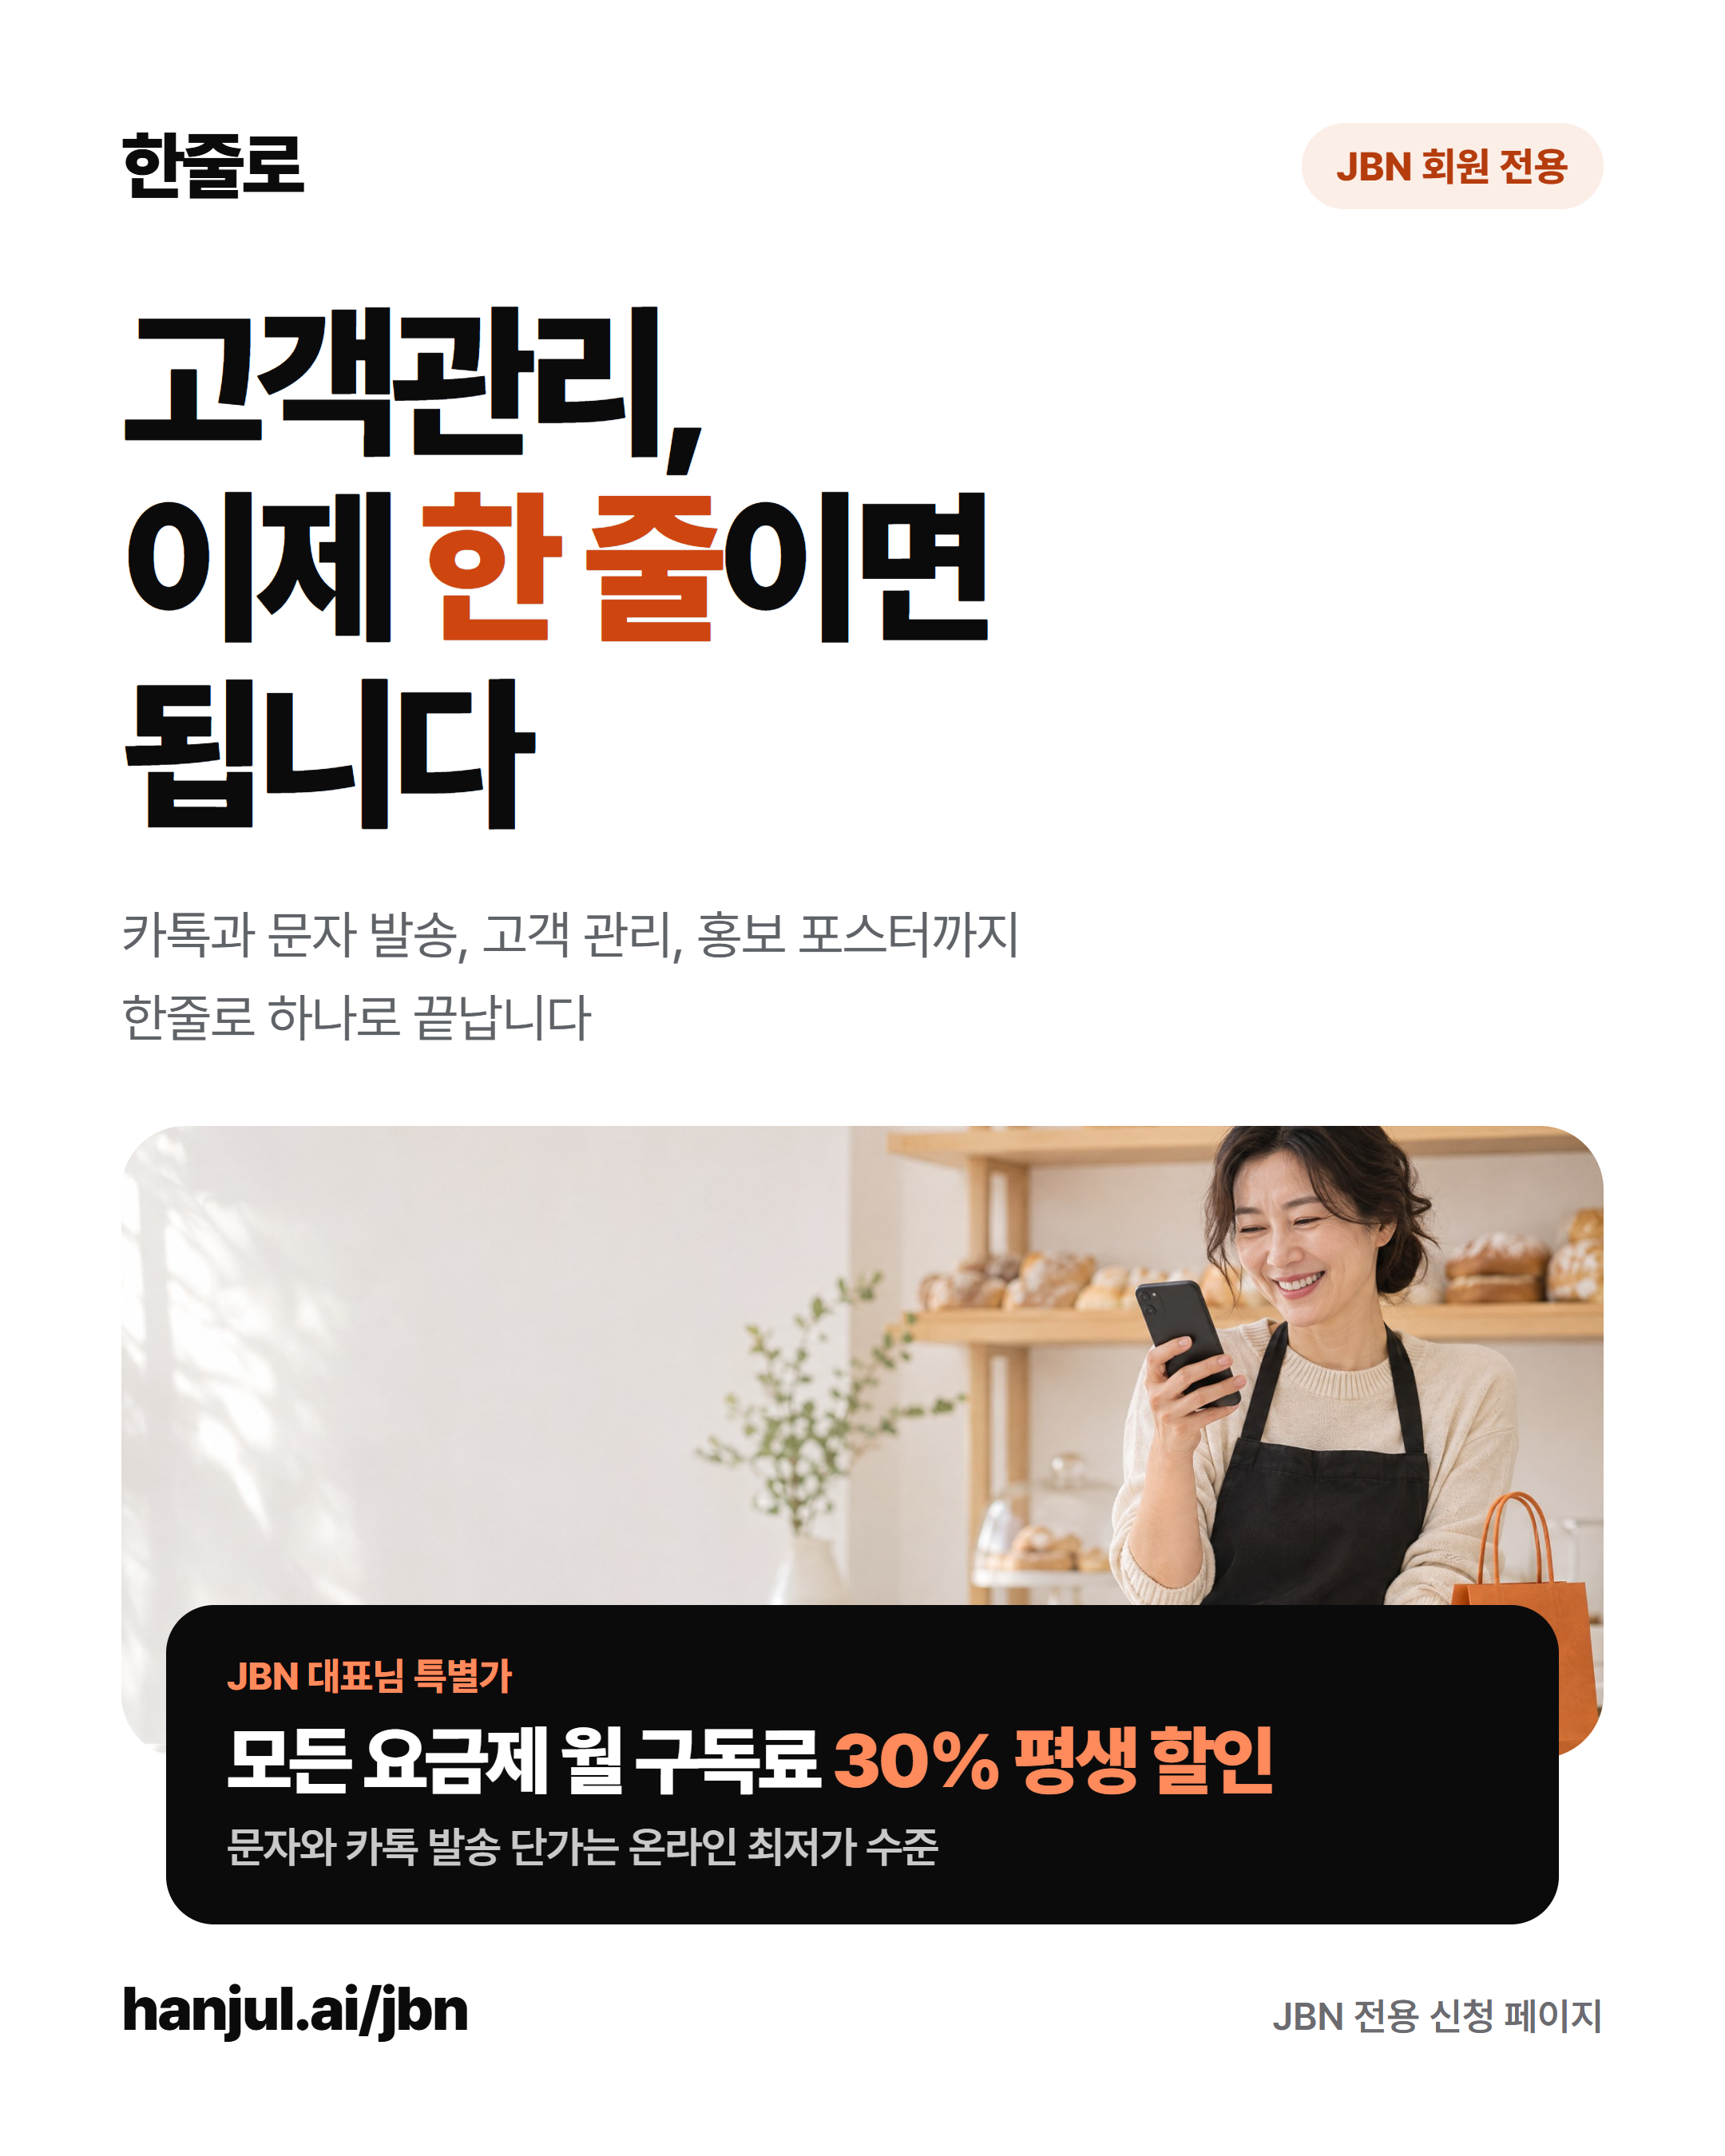 한줄로
JBN 회원 전용
고객관리,
이제 한 줄이면
됩니다
카톡과 문자 발송, 고객 관리, 홍보 포스터까지
한줄로 하나로 끝납니다
JBN 대표님 특별가
모든 요금제 월 구독료 30% 평생 할인
문자와 카톡 발송 단가는 온라인 최저가 수준
hanjul.ai/jbn
JBN 전용 신청 페이지